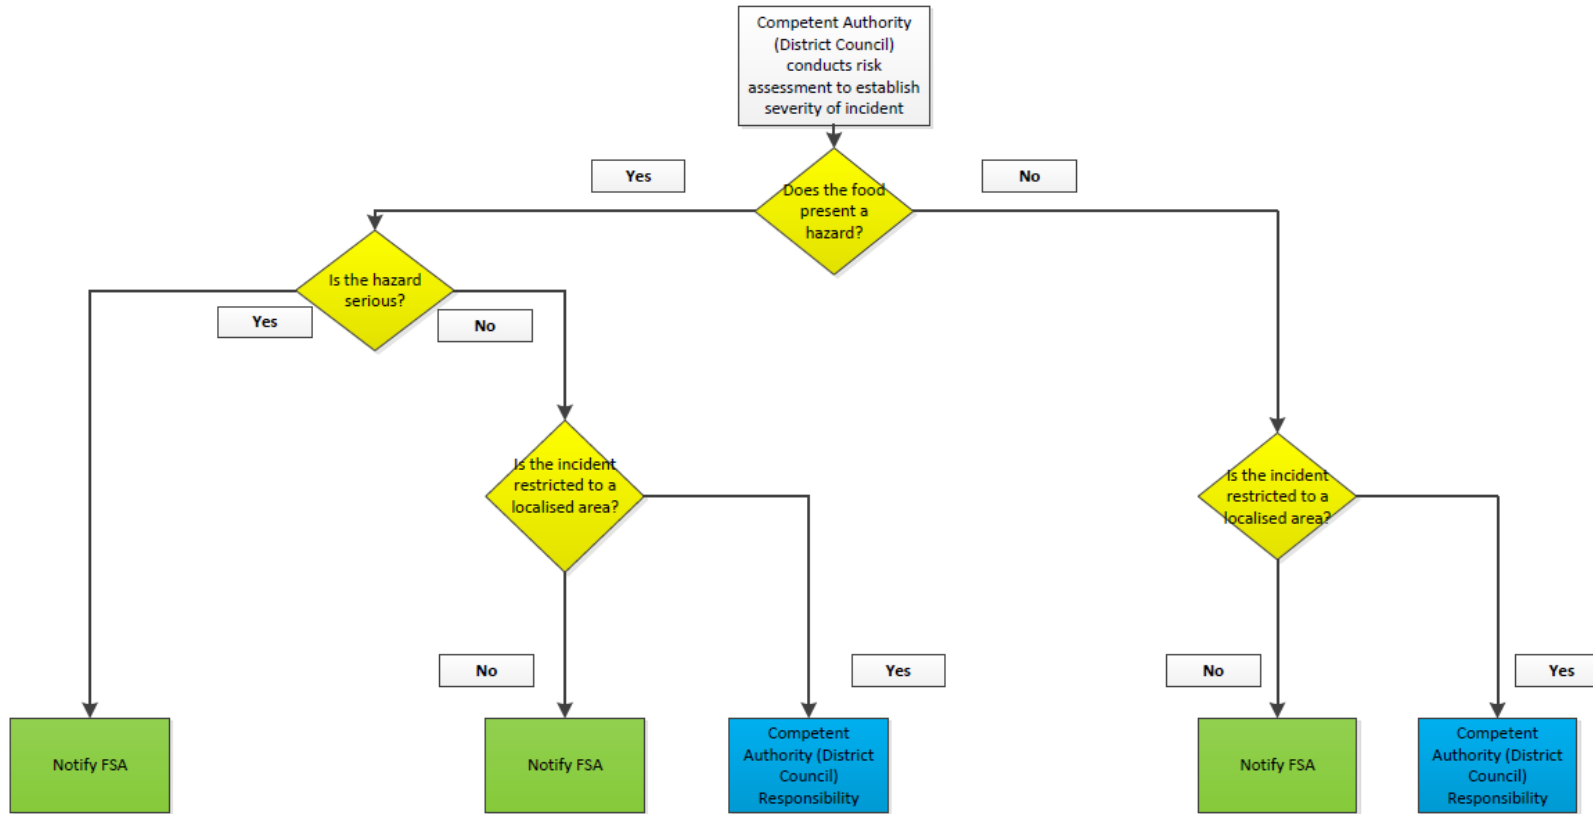 Competent Authority
(District Council)
conducts risk
assessment to establish
severity of incident
Yes
No
Does the food
present a
hazard?
Is the hazard
serious?
Yes
No
Is the incident
restricted to a
localised area?
Is the incident
restricted to a
localised area?
No
Yes
No
Yes
Notify FSA
Notify FSA
Competent
Authority (District
Council)
Responsibility
Notify FSA
Competent
Authority (District
Council)
Responsibility